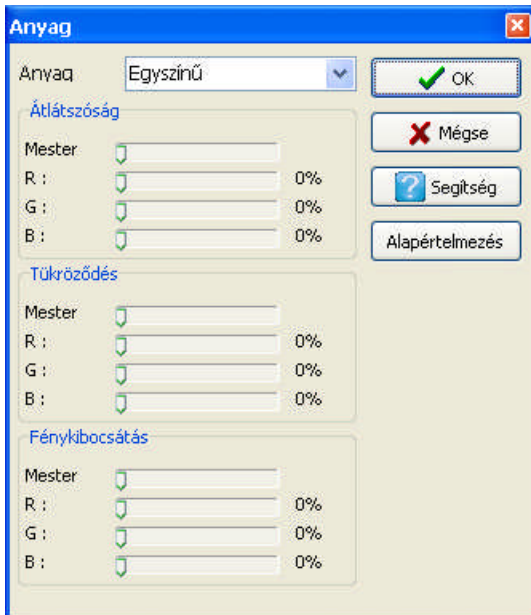 Anyag
Anyag Egyszínű
OK
Mégse
Segítség
Alapértelmezés
Átlátszóság
Mester
R : 0%
G : 0%
B : 0%
Tükröződés
Mester
R : 0%
G : 0%
B : 0%
Fénykibocsátás
Mester
R : 0%
G : 0%
B : 0%